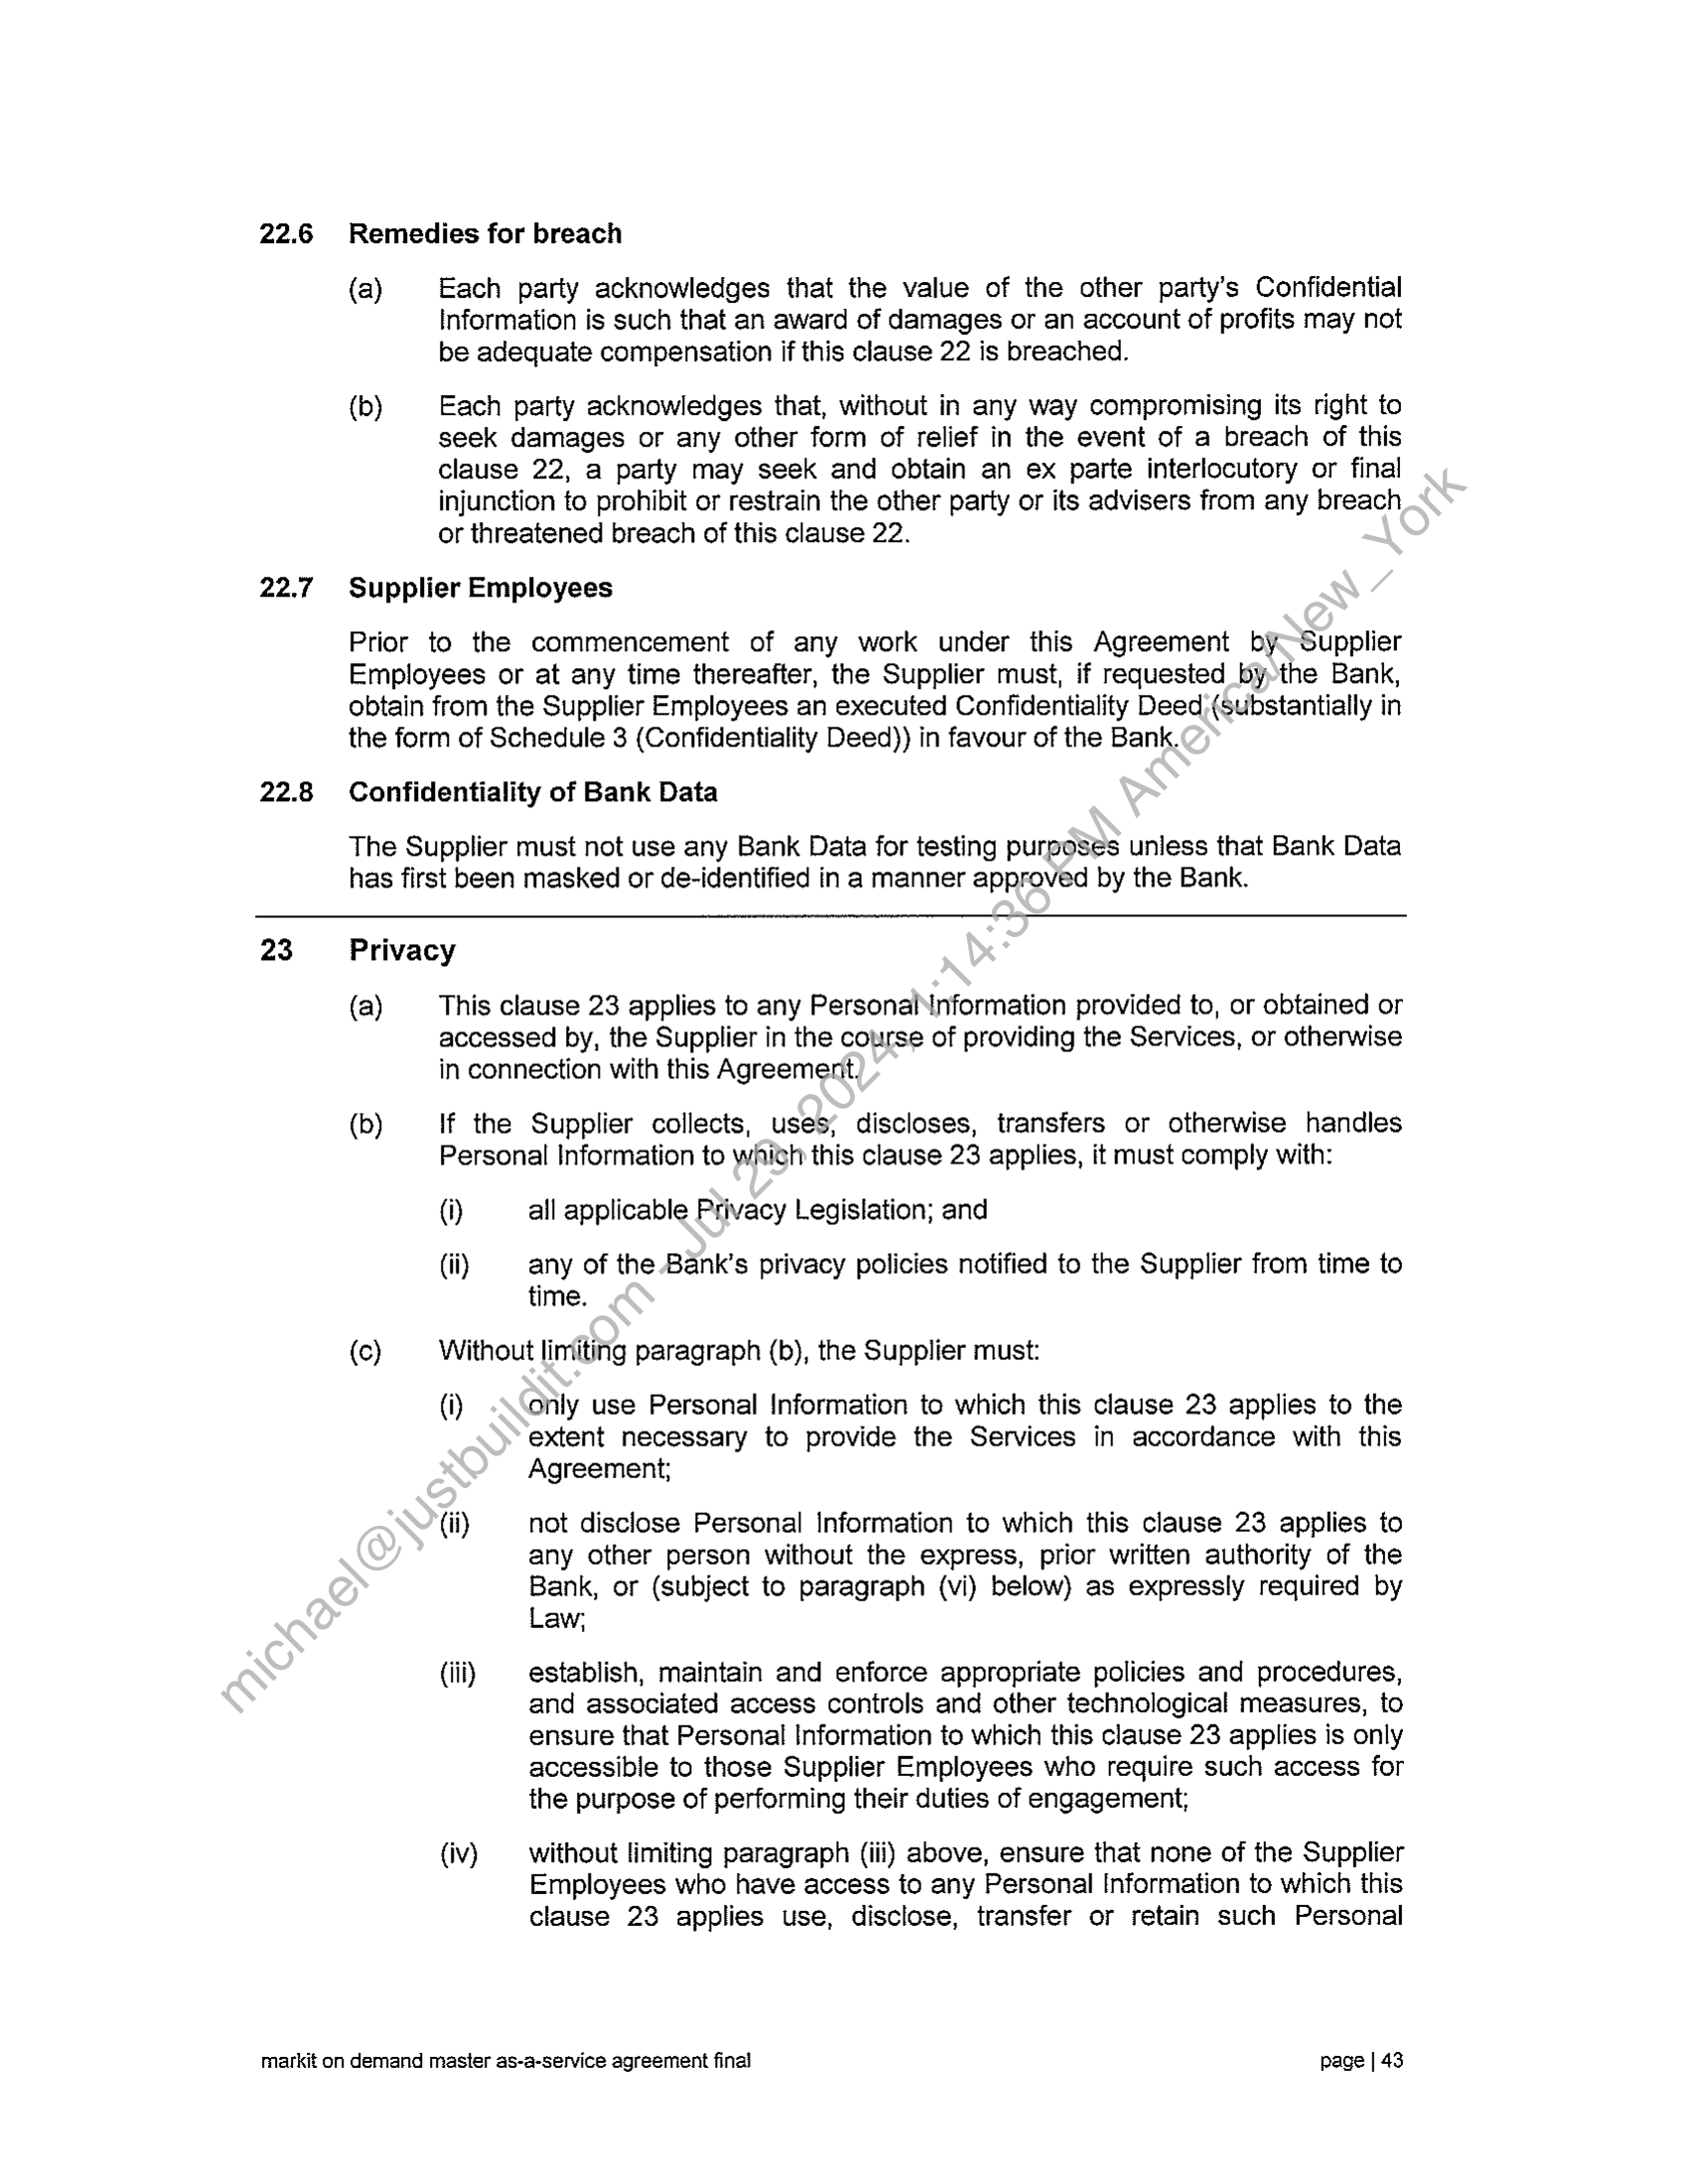 22.6 Remedies for breach
(a) Each party acknowledges that the value of the other party's Confidential
Information is such that an award of damages or an account of profits may not
be adequate compensation if this clause 22 is breached.
(b) Each party acknowledges that, without in any way compromising its right to
seek damages or any other form of relief in the event of a breach of this
clause 22, a party may seek and obtain an ex parte interlocutory or final
injunction to prohibit or restrain the other party or its advisers from any breach
or threatened breach of this clause 22.
22.7 Supplier Employees
Prior to the commencement of any work under this Agreement by Supplier
Employees or at any time thereafter, the Supplier must, if requested by the Bank,
obtain from the Supplier Employees an executed Confidentiality Deed (substantially in
the form of Schedule 3 (Confidentiality Deed)) in favour of the Bank.
22.8 Confidentiality of Bank Data
The Supplier must not use any Bank Data for testing purposes unless that Bank Data
has first been masked or de-identified in a manner approved by the Bank.
23 Privacy
(a) This clause 23 applies to any Personal Information provided to, or obtained or
accessed by, the Supplier in the course of providing the Services, or otherwise
in connection with this Agreement.
(b) If the Supplier collects, uses, discloses, transfers or otherwise handles
Personal Information to which this clause 23 applies, it must comply with:
(i) all applicable Privacy Legislation; and
(ii) any of the Bank's privacy policies notified to the Supplier from time to
time.
(c) Without limiting paragraph (b), the Supplier must:
(i) only use Personal Information to which this clause 23 applies to the
extent necessary to provide the Services in accordance with this
Agreement;
(ii) not disclose Personal Information to which this clause 23 applies to
any other person without the express, prior written authority of the
Bank, or (subject to paragraph (vi) below) as expressly required by
Law;
(iii) establish, maintain and enforce appropriate policies and procedures,
and associated access controls and other technological measures, to
ensure that Personal Information to which this clause 23 applies is only
accessible to those Supplier Employees who require such access for
the purpose of performing their duties of engagement;
(iv) without limiting paragraph (iii) above, ensure that none of the Supplier
Employees who have access to any Personal Information to which this
clause 23 applies use, disclose, transfer or retain such Personal
markit on demand master as-a-service agreement final page | 43
michael@justbuildit.com - Jul 29, 2024, 1:14:36 PM America/New_York